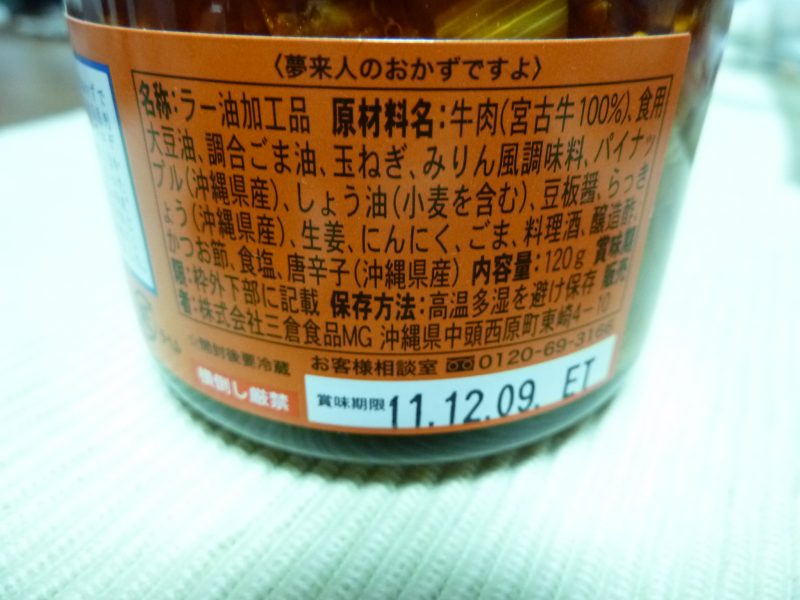 〈夢来人のおかずですよ〉
名称:ラー油加工品 原材料名:牛肉(宮古牛100%)、食用
大豆油、調合ごま油、玉ねぎ、みりん風調味料、パイナッ
プル(沖縄県産)、しょう油(小麦を含む)、豆板醤、らっき
ょう(沖縄県産)、生姜、にんにく、ごま、料理酒、醸造酢、
かつお節、食塩、唐辛子(沖縄県産) 内容量:120g 賞味期
限:枠外下部に記載 保存方法:高温多湿を避け保存 販売
者:株式会社三倉食品MG 沖縄県中頭西原町東崎4-10
☆開封後要冷蔵 お客様相談室 0120-69-3166
横倒し厳禁 賞味期限 11.12.09. ET